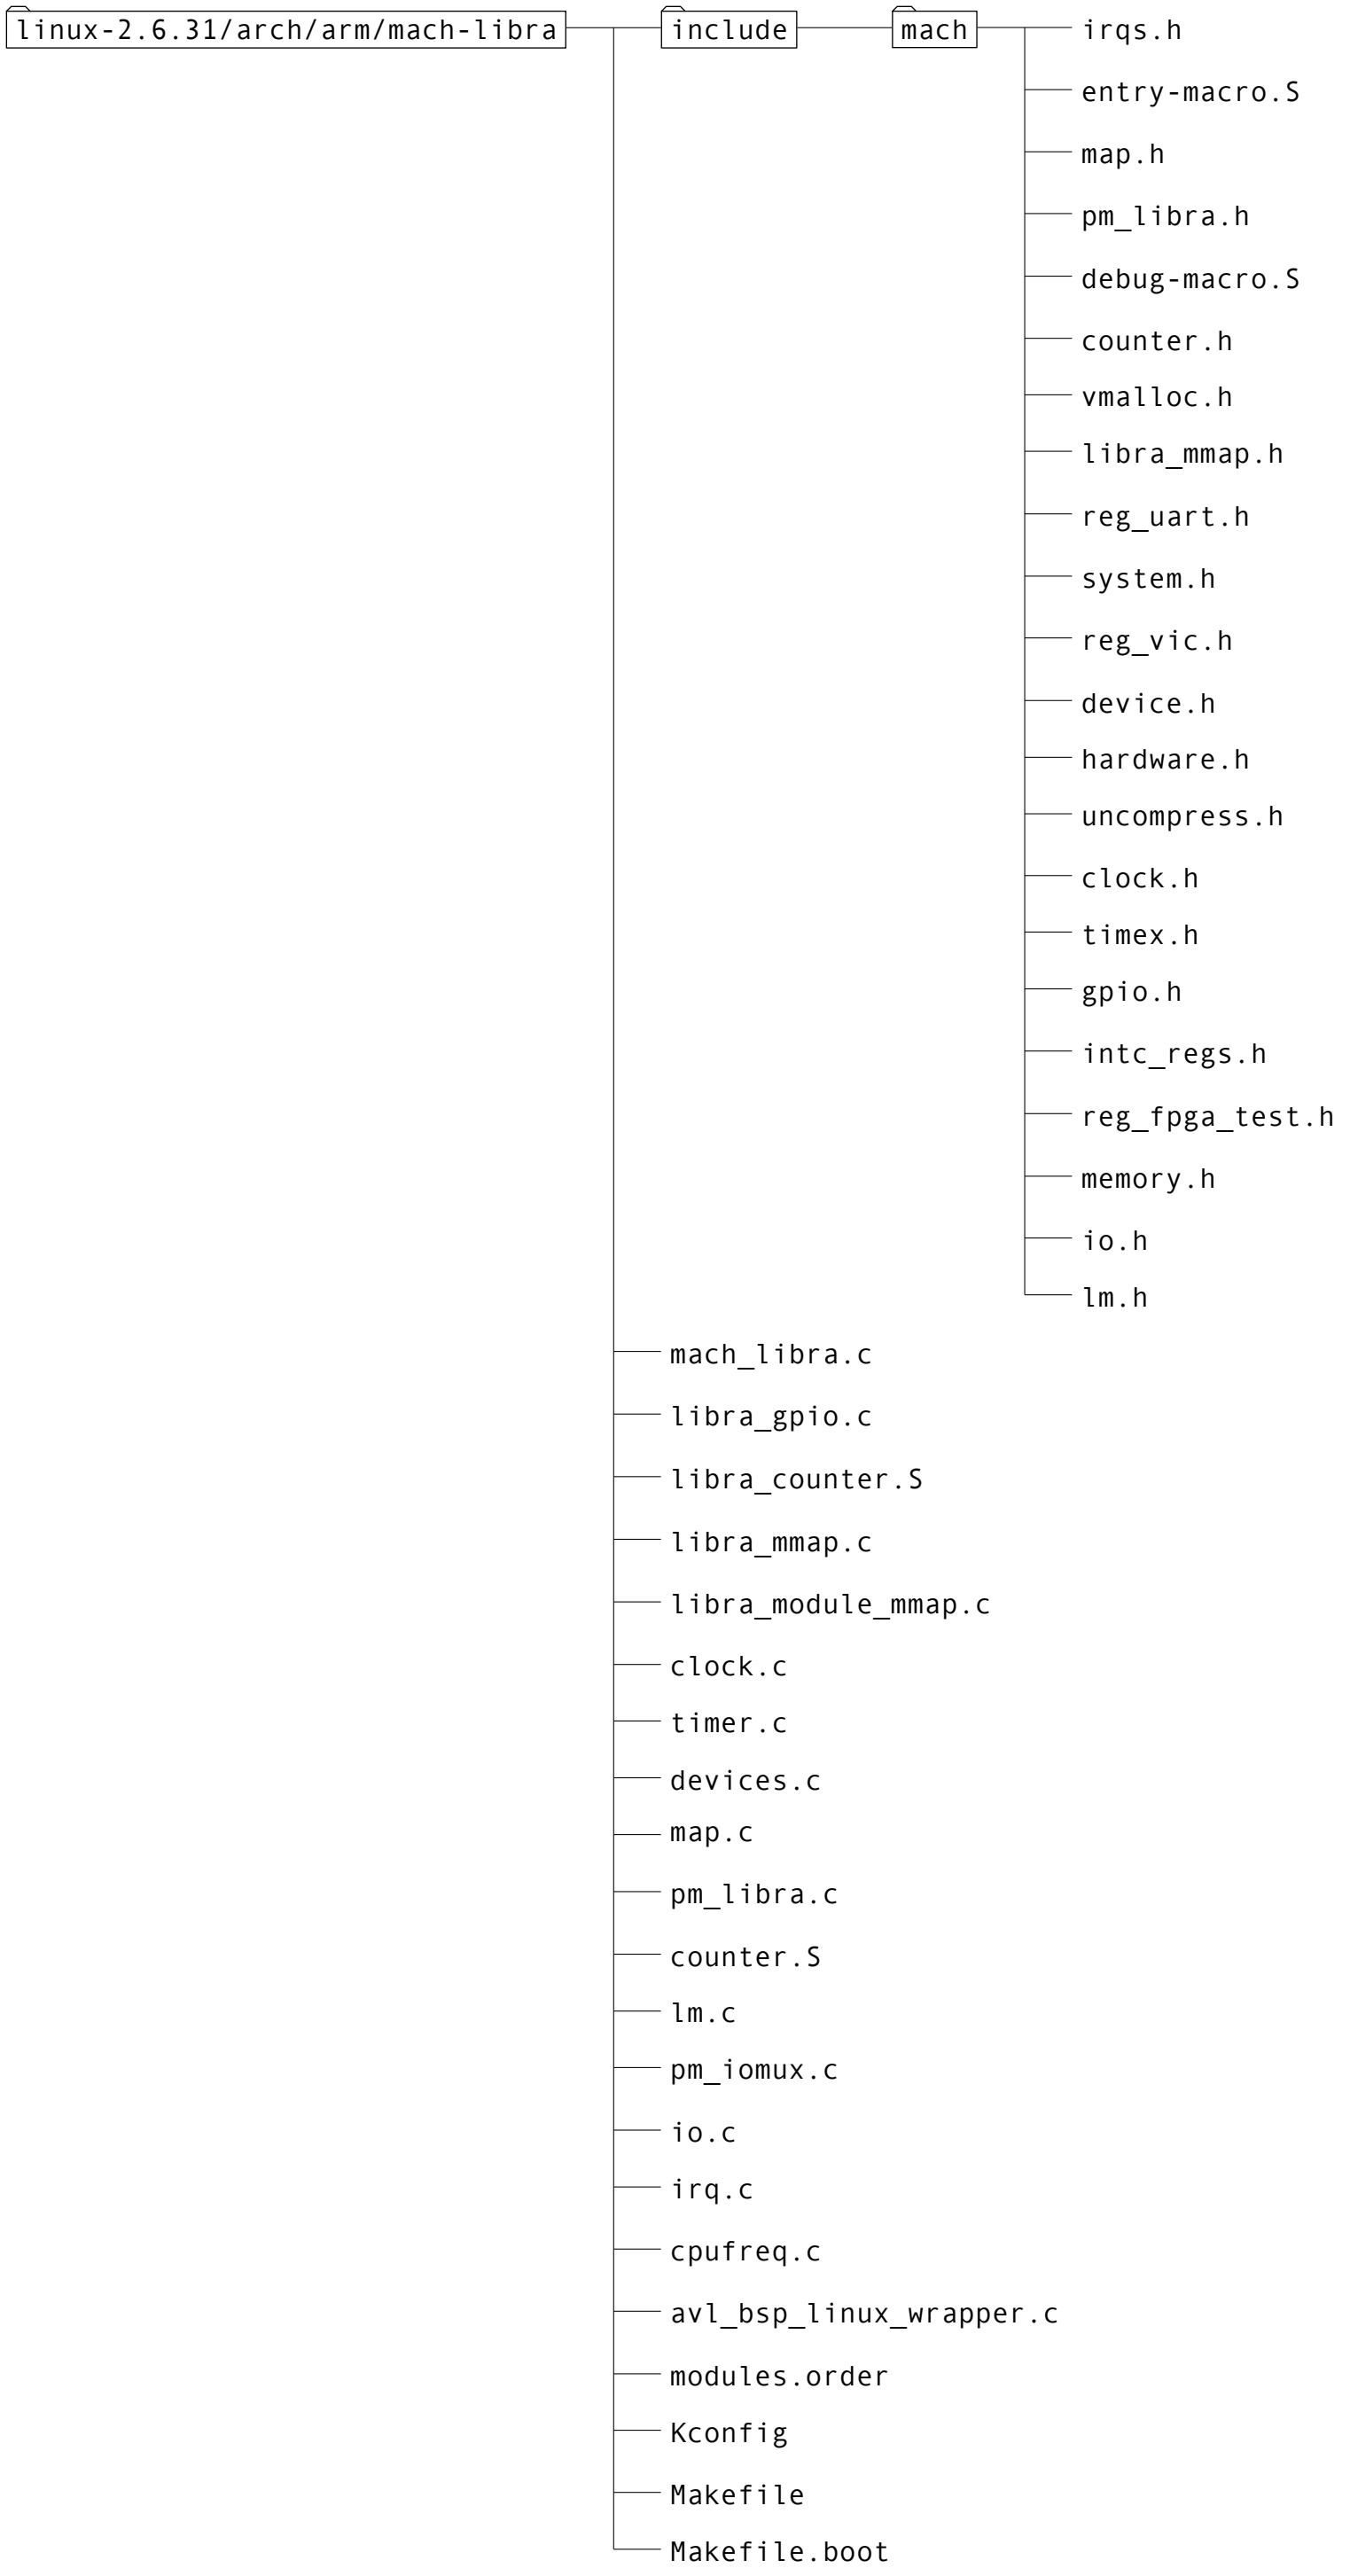 linux-2.6.31/arch/arm/mach-libra include mach irqs.h
entry-macro.S
map.h
pm_libra.h
debug-macro.S
counter.h
vmalloc.h
libra_mmap.h
reg_uart.h
system.h
reg_vic.h
device.h
hardware.h
uncompress.h
clock.h
timex.h
gpio.h
intc_regs.h
reg_fpga_test.h
memory.h
io.h
lm.h
mach_libra.c
libra_gpio.c
libra_counter.S
libra_mmap.c
libra_module_mmap.c
clock.c
timer.c
devices.c
map.c
pm_libra.c
counter.S
lm.c
pm_iomux.c
io.c
irq.c
cpufreq.c
avl_bsp_linux_wrapper.c
modules.order
Kconfig
Makefile
Makefile.boot